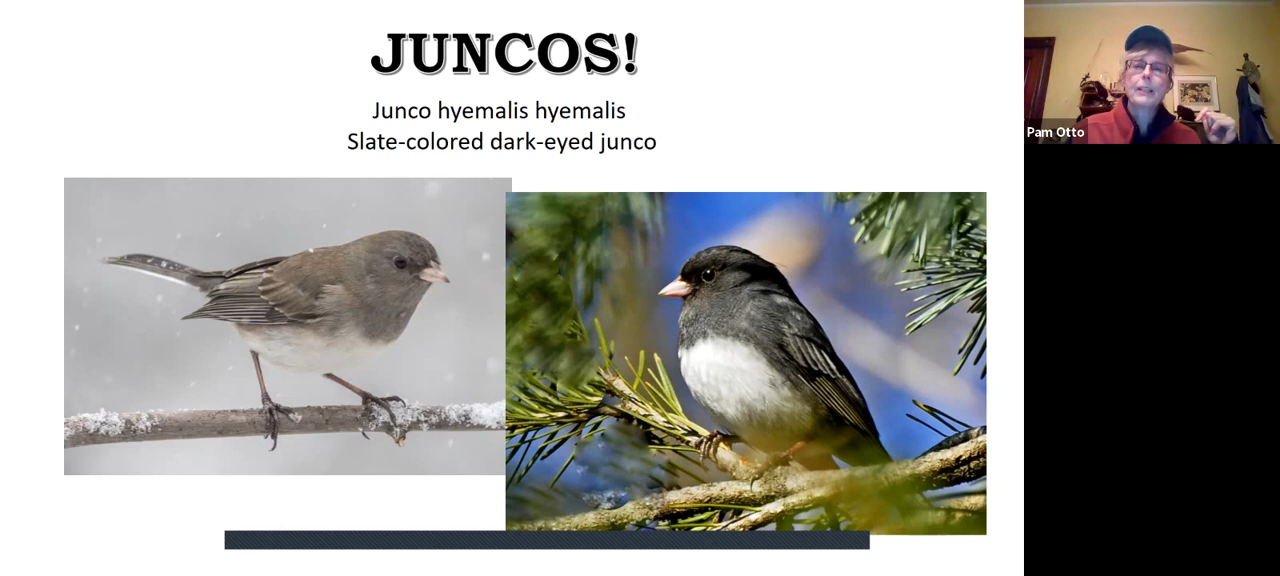 JUNCOS!
Junco hyemalis hyemalis
Slate-colored dark-eyed junco
Pam Otto